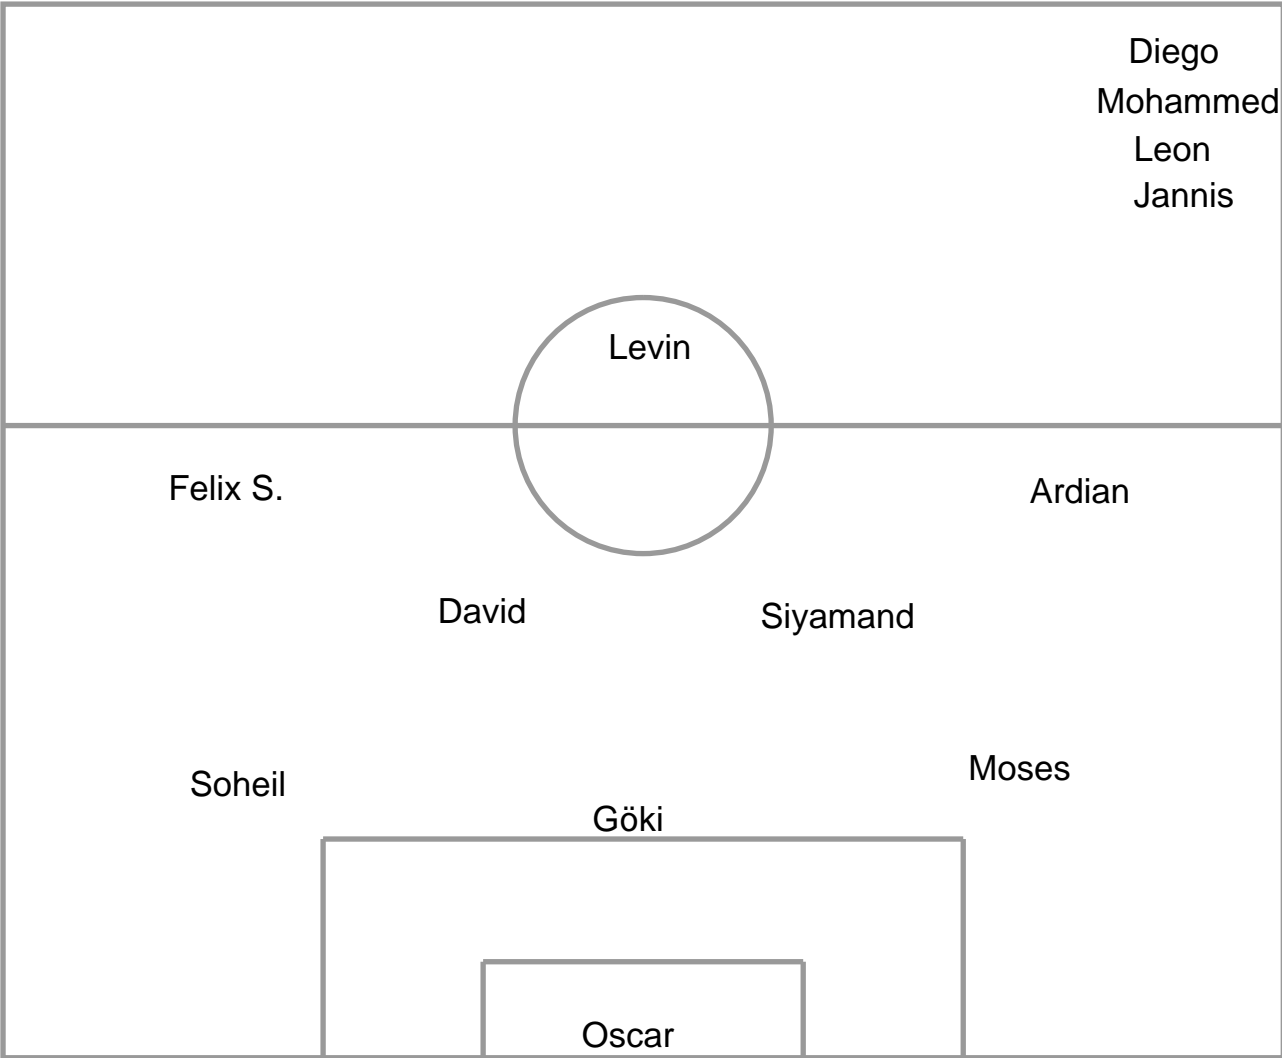 Diego
Mohammed
Leon
Jannis
Levin
Felix S.
Ardian
David
Siyamand
Soheil
Moses
Göki
Oscar